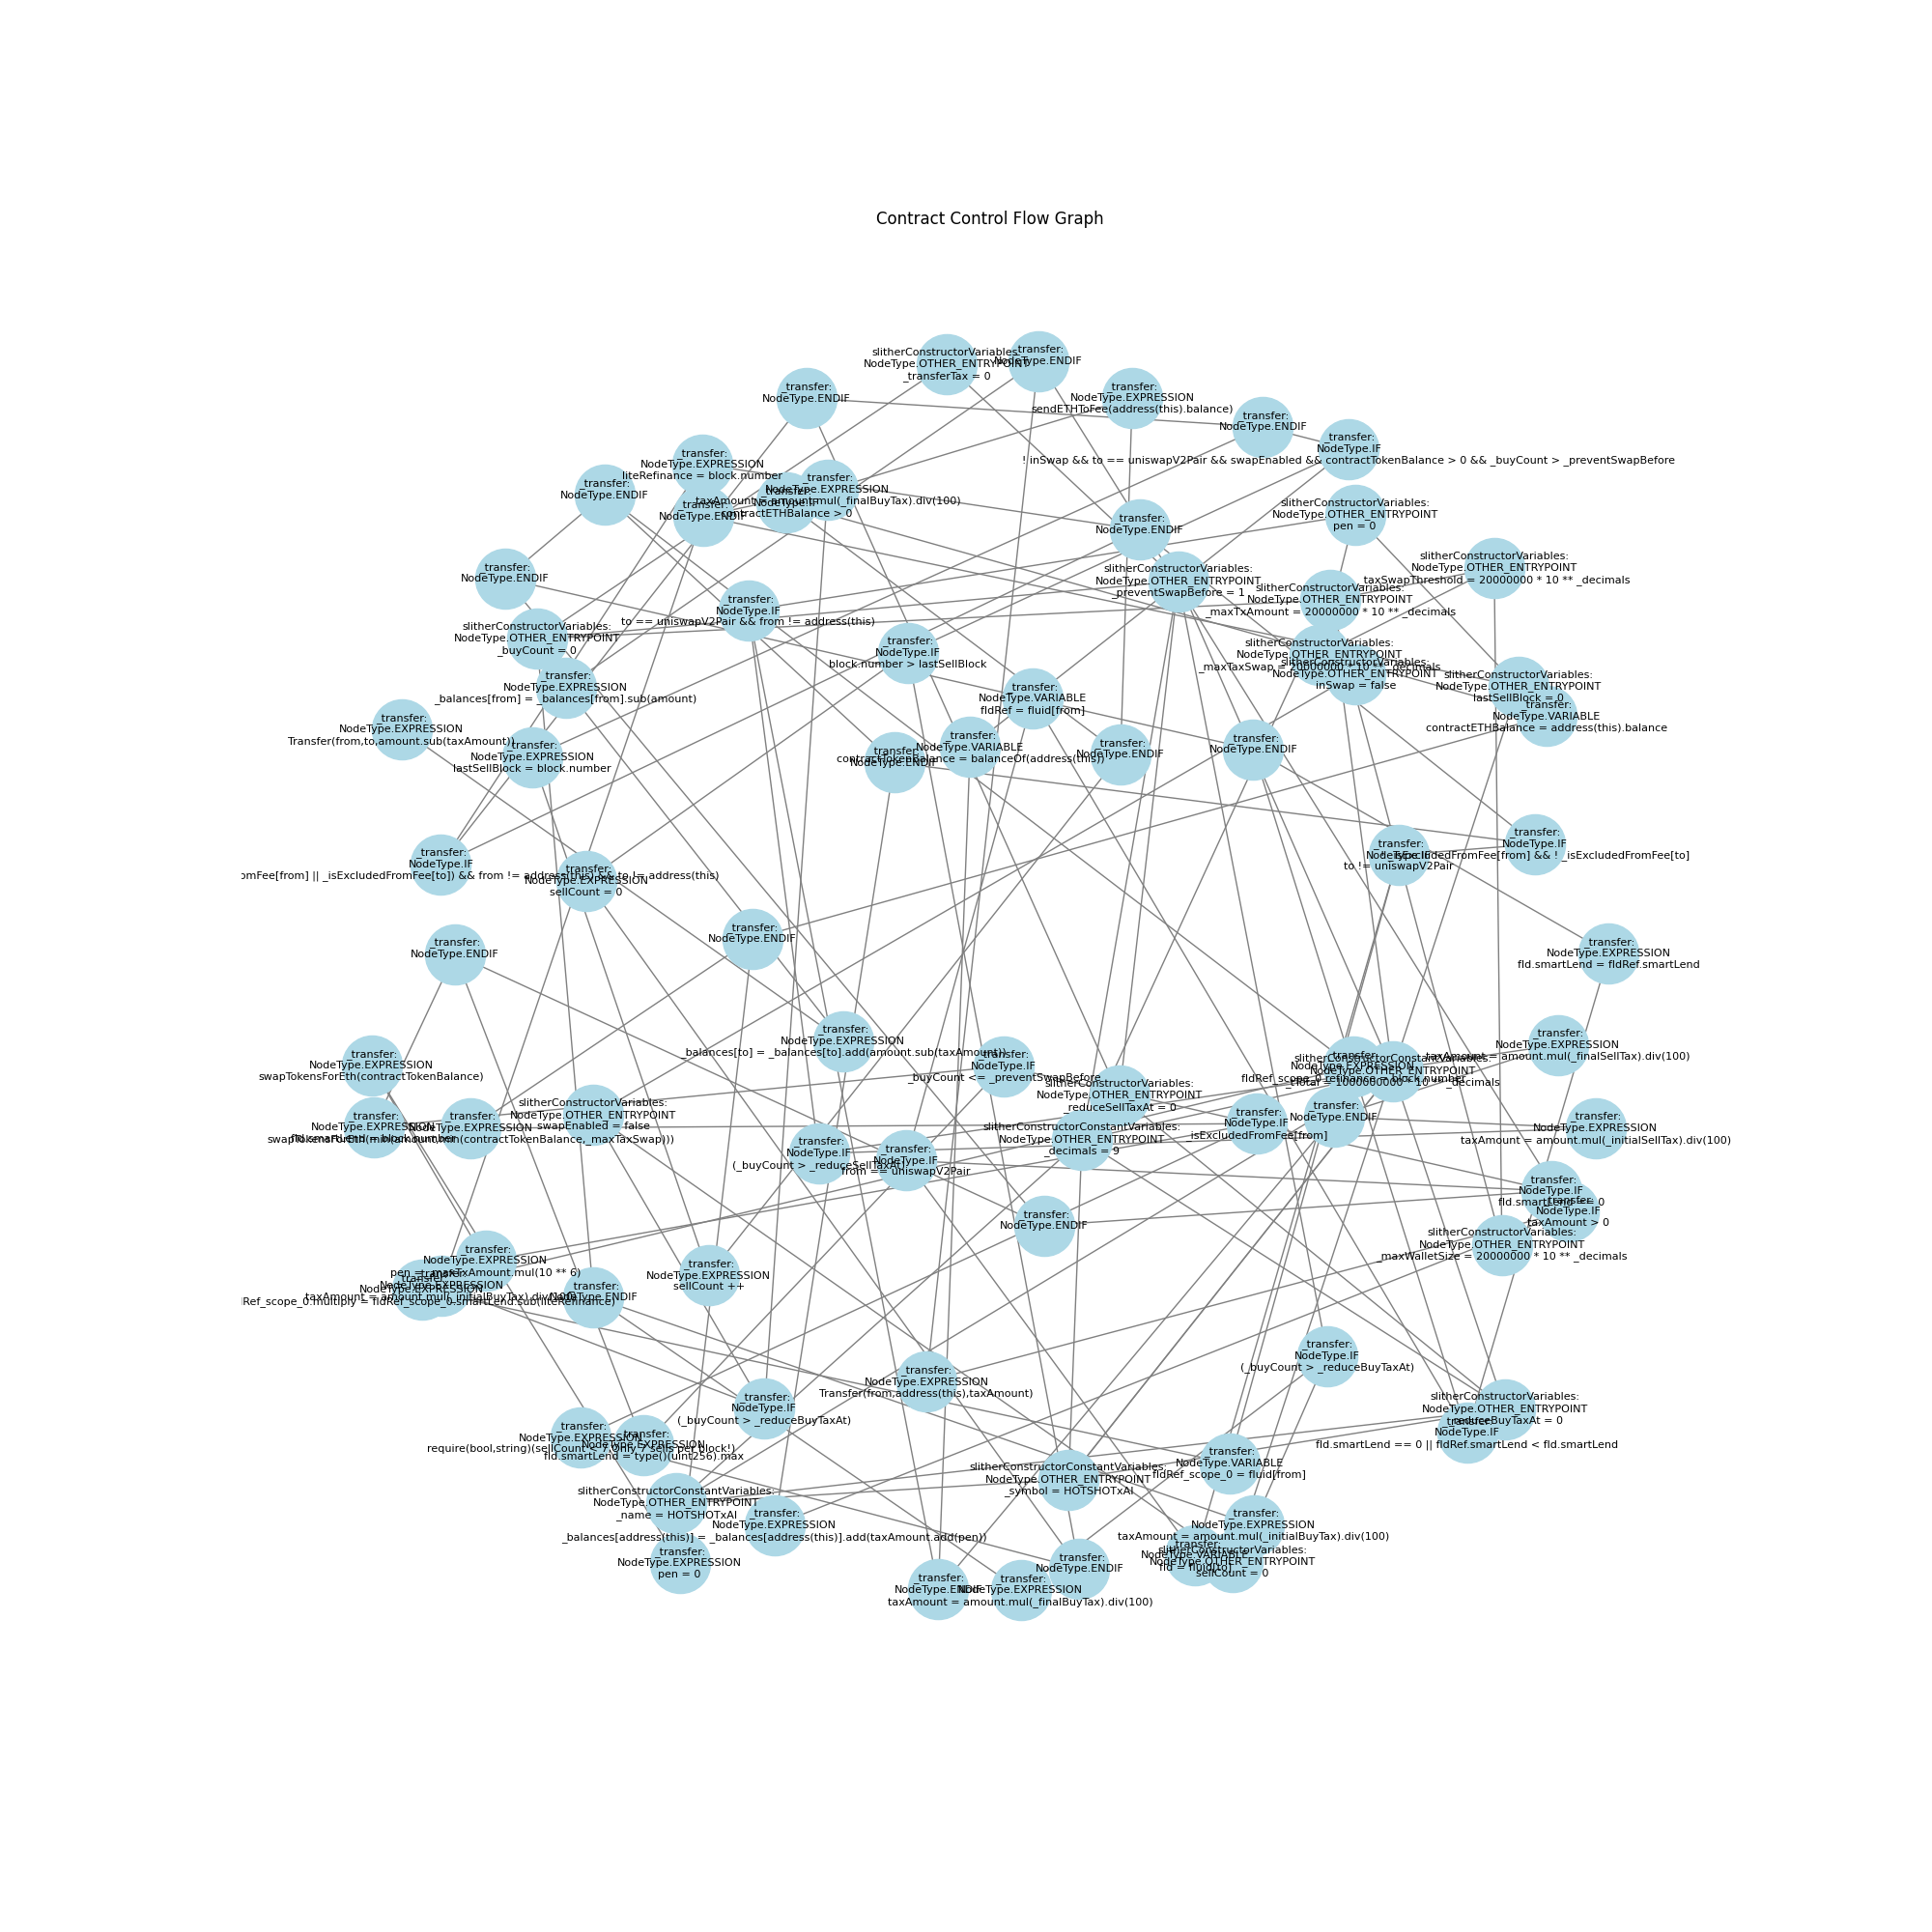 Contract Control Flow Graph
slitherConstructorVariables:
NodeType.OTHER_ENTRYPOINT
_transferTax = 0
_transfer:
NodeType.ENDIF
_transfer:
NodeType.ENDIF
_transfer:
NodeType.EXPRESSION
sendETHToFee(address(this).balance)
_transfer:
NodeType.ENDIF
_transfer:
NodeType.IF
! inSwap && to == uniswapV2Pair && swapEnabled && contractTokenBalance > 0 && _buyCount > _preventSwapBefore
_transfer:
NodeType.EXPRESSION
liteRefinance = block.number
_transfer:
NodeType.ENDIF
_transfer:
NodeType.EXPRESSION
taxAmount = amount.mul(_finalBuyTax).div(100)
_transfer:
NodeType.IF
contractETHBalance > 0
_transfer:
NodeType.ENDIF
_transfer:
NodeType.ENDIF
slitherConstructorVariables:
NodeType.OTHER_ENTRYPOINT
pen = 0
slitherConstructorVariables:
NodeType.OTHER_ENTRYPOINT
_taxSwapThreshold = 20000000 * 10 ** _decimals
_transfer:
NodeType.ENDIF
slitherConstructorVariables:
NodeType.OTHER_ENTRYPOINT
_preventSwapBefore = 1
slitherConstructorVariables:
NodeType.OTHER_ENTRYPOINT
_maxTxAmount = 20000000 * 10 ** _decimals
_transfer:
NodeType.IF
to == uniswapV2Pair && from != address(this)
slitherConstructorVariables:
NodeType.OTHER_ENTRYPOINT
_buyCount = 0
_transfer:
NodeType.IF
block.number > lastSellBlock
slitherConstructorVariables:
NodeType.OTHER_ENTRYPOINT
_maxTaxSwap = 20000000 * 10 ** _decimals
slitherConstructorVariables:
NodeType.OTHER_ENTRYPOINT
inSwap = false
slitherConstructorVariables:
NodeType.OTHER_ENTRYPOINT
lastSellBlock = 0
_transfer:
NodeType.VARIABLE
contractETHBalance = address(this).balance
_transfer:
NodeType.EXPRESSION
_balances[from] = _balances[from].sub(amount)
_transfer:
NodeType.VARIABLE
fldRef = fluid[from]
_transfer:
NodeType.EXPRESSION
Transfer(from,to,amount.sub(taxAmount))
_transfer:
NodeType.EXPRESSION
lastSellBlock = block.number
_transfer:
NodeType.VARIABLE
contractTokenBalance = balanceOf(address(this))
_transfer:
NodeType.ENDIF
_transfer:
NodeType.ENDIF
_transfer:
NodeType.ENDIF
_transfer:
NodeType.IF
to != uniswapV2Pair
_transfer:
NodeType.IF
_isExcludedFromFee[from] && ! _isExcludedFromFee[to]
_transfer:
NodeType.IF
omFee[from] || _isExcludedFromFee[to]) && from != address(this) && to != address(this)
_transfer:
NodeType.EXPRESSION
sellCount = 0
_transfer:
NodeType.ENDIF
_transfer:
NodeType.ENDIF
_transfer:
NodeType.EXPRESSION
fld.smartLend = fldRef.smartLend
_transfer:
NodeType.EXPRESSION
_balances[to] = _balances[to].add(amount.sub(taxAmount))
_transfer:
NodeType.EXPRESSION
taxAmount = amount.mul(_finalSellTax).div(100)
_transfer:
NodeType.EXPRESSION
swapTokensForEth(contractTokenBalance)
_transfer:
NodeType.IF
_buyCount <= _preventSwapBefore
_transfer:
NodeType.EXPRESSION
fldRef_scope_0.refinance = block.number
slitherConstructorConstantVariables:
NodeType.OTHER_ENTRYPOINT
_tTotal = 1000000000 * 10 ** _decimals
slitherConstructorVariables:
NodeType.OTHER_ENTRYPOINT
_reduceSellTaxAt = 0
_transfer:
NodeType.EXPRESSION
fld.smartLend = block.number
_transfer:
NodeType.EXPRESSION
swapTokensForEth(min(amount,min(contractTokenBalance,_maxTaxSwap)))
slitherConstructorVariables:
NodeType.OTHER_ENTRYPOINT
swapEnabled = false
slitherConstructorConstantVariables:
NodeType.OTHER_ENTRYPOINT
_decimals = 9
_transfer:
NodeType.IF
_isExcludedFromFee[from]
_transfer:
NodeType.ENDIF
_transfer:
NodeType.EXPRESSION
taxAmount = amount.mul(_initialSellTax).div(100)
_transfer:
NodeType.IF
(_buyCount > _reduceSellTaxAt)
_transfer:
NodeType.IF
from == uniswapV2Pair
_transfer:
NodeType.IF
fld.smartLend == 0
_transfer:
NodeType.IF
taxAmount > 0
_transfer:
NodeType.ENDIF
slitherConstructorVariables:
NodeType.OTHER_ENTRYPOINT
_maxWalletSize = 20000000 * 10 ** _decimals
_transfer:
NodeType.EXPRESSION
pen = _maxTxAmount.mul(10 ** 6)
_transfer:
NodeType.EXPRESSION
taxAmount = amount.mul(_initialBuyTax).div(100)
_transfer:
NodeType.EXPRESSION
lRef_scope_0.multiply = fldRef_scope_0.smartLend.sub(liteRefinance)
_transfer:
NodeType.ENDIF
_transfer:
NodeType.EXPRESSION
sellCount ++
_transfer:
NodeType.IF
(_buyCount > _reduceBuyTaxAt)
_transfer:
NodeType.EXPRESSION
Transfer(from,address(this),taxAmount)
_transfer:
NodeType.IF
(_buyCount > _reduceBuyTaxAt)
slitherConstructorVariables:
NodeType.OTHER_ENTRYPOINT
_reduceBuyTaxAt = 0
_transfer:
NodeType.IF
fld.smartLend == 0 || fldRef.smartLend < fld.smartLend
_transfer:
NodeType.EXPRESSION
require(bool,string)(sellCount < 7,Only 7 sells per block!)
_transfer:
NodeType.EXPRESSION
fld.smartLend = type()(uint256).max
_transfer:
NodeType.VARIABLE
fldRef_scope_0 = fluid[from]
slitherConstructorConstantVariables:
NodeType.OTHER_ENTRYPOINT
_symbol = HOTSHOTxAI
slitherConstructorConstantVariables:
NodeType.OTHER_ENTRYPOINT
_name = HOTSHOTxAI
_transfer:
NodeType.EXPRESSION
_balances[address(this)] = _balances[address(this)].add(taxAmount.add(pen))
_transfer:
NodeType.EXPRESSION
taxAmount = amount.mul(_initialBuyTax).div(100)
_transfer:
NodeType.EXPRESSION
pen = 0
_transfer:
NodeType.VARIABLE
fld = fluid[to]
slitherConstructorVariables:
NodeType.OTHER_ENTRYPOINT
sellCount = 0
_transfer:
NodeType.ENDIF
_transfer:
NodeType.ENDIF
_transfer:
NodeType.EXPRESSION
taxAmount = amount.mul(_finalBuyTax).div(100)